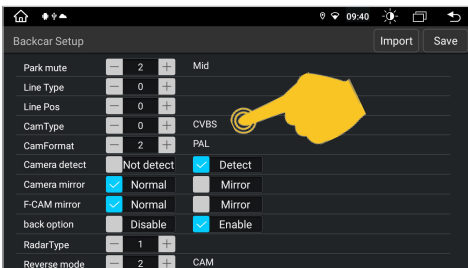 09:40
Backcar Setup Import Save
Park mute — 2 + Mid
Line Type — 0 +
Line Pos — 0 +
CamType — 0 + CVBS
CamFormat — 2 + PAL
Camera detect Not detect Detect
Camera mirror Normal Mirror
F-CAM mirror Normal Mirror
back option Disable Enable
RadarType — 1 +
Reverse mode — 2 + CAM